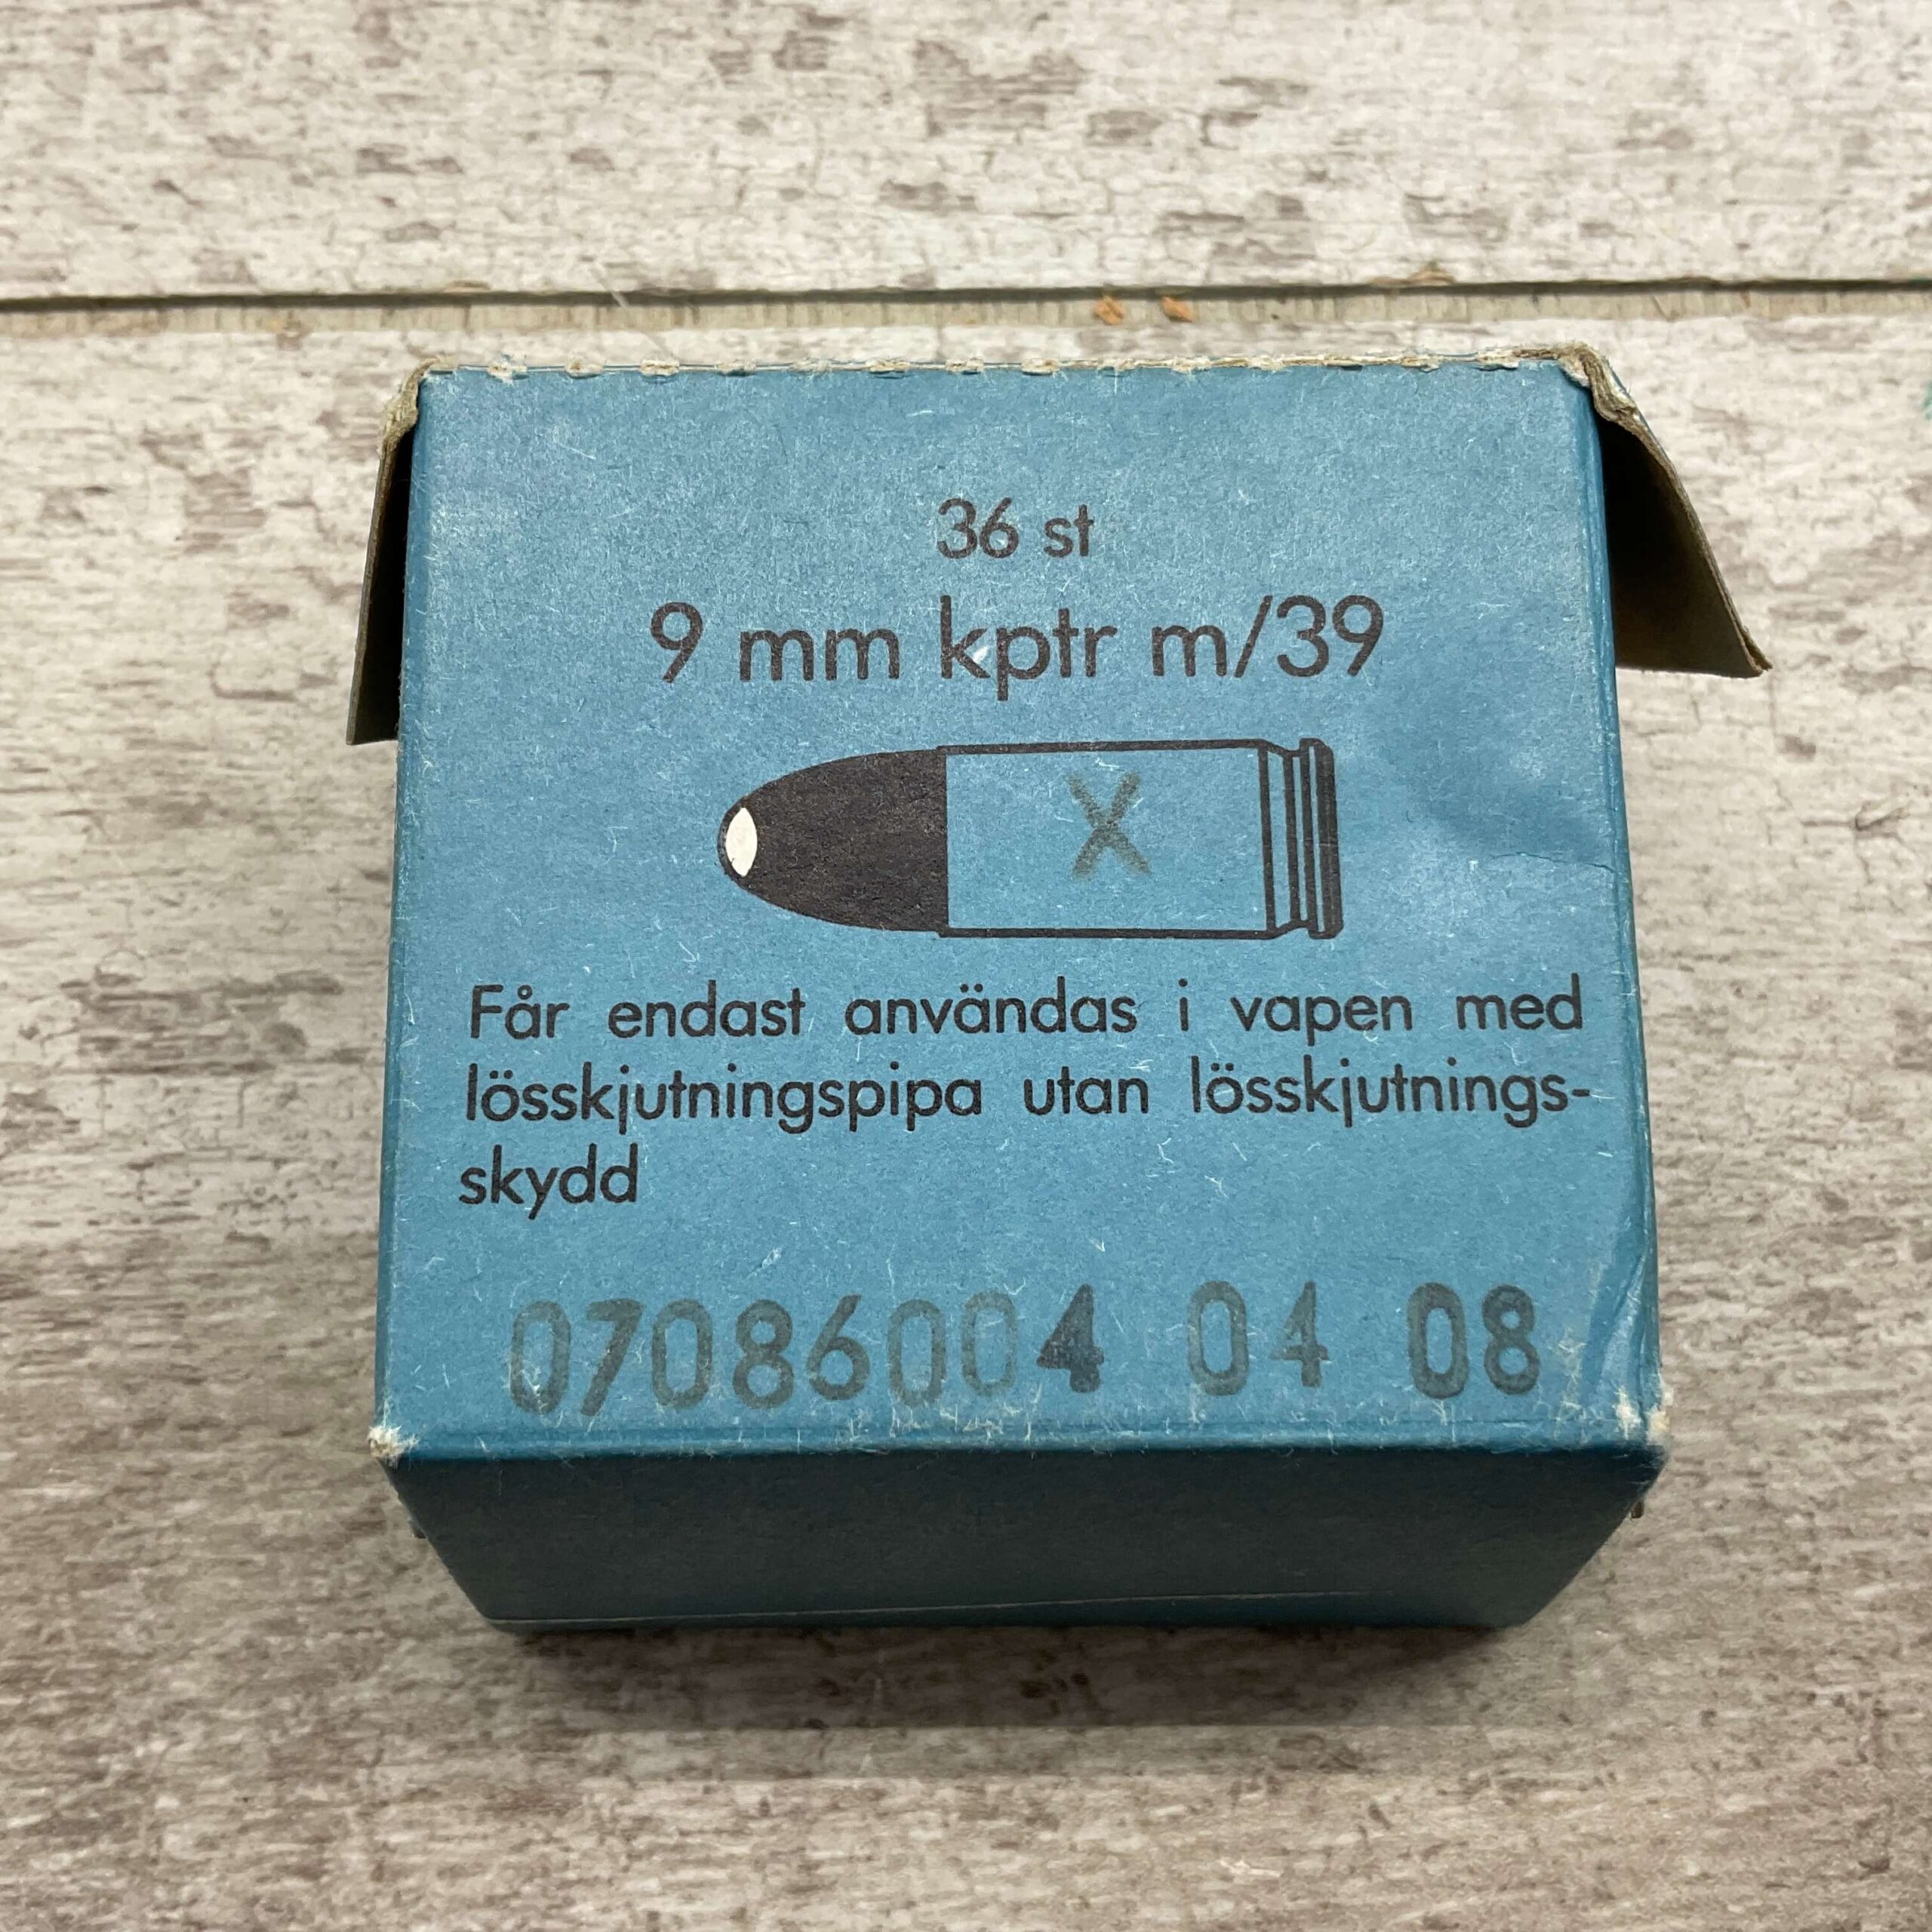 36 st
9 mm kptr m/39
X
Får endast användas i vapen med
lösskjutningspipa utan lösskjutnings-
skydd
07086004 04 08